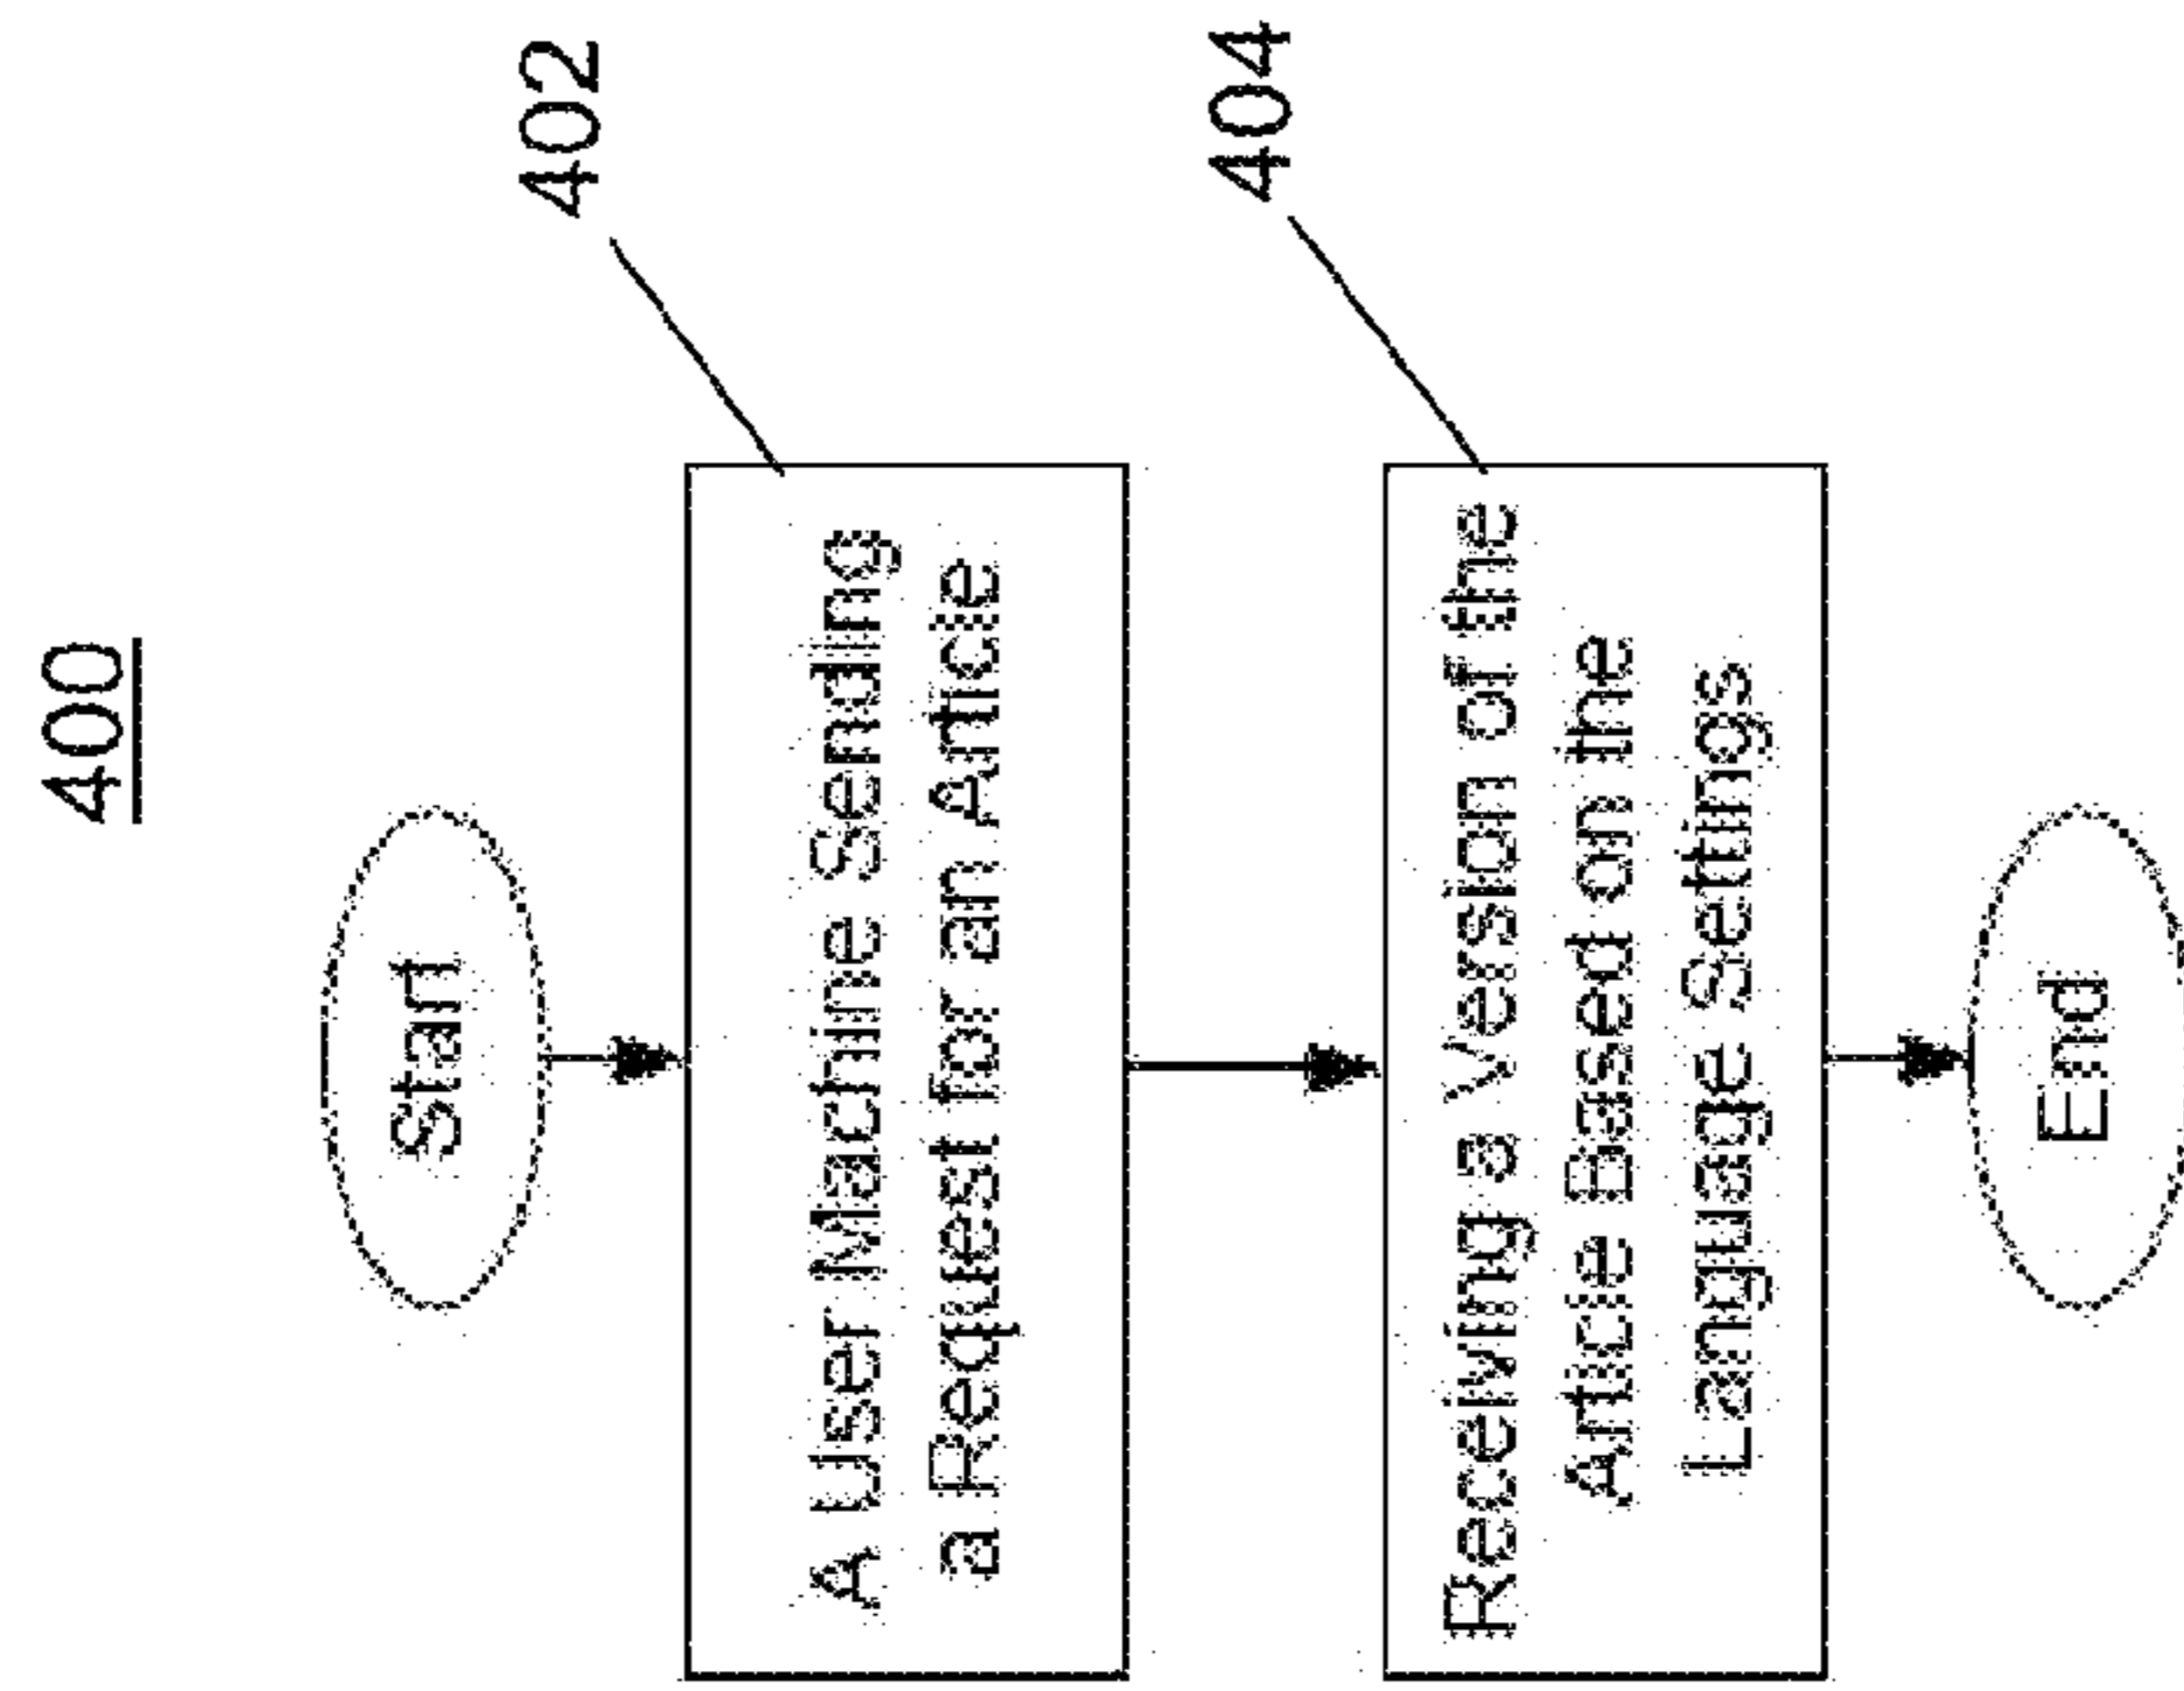 400
Start
402
A User Machine Sending
a Request for an Article
404
Receiving a Version of the
Article Based on the
Language Settings
End